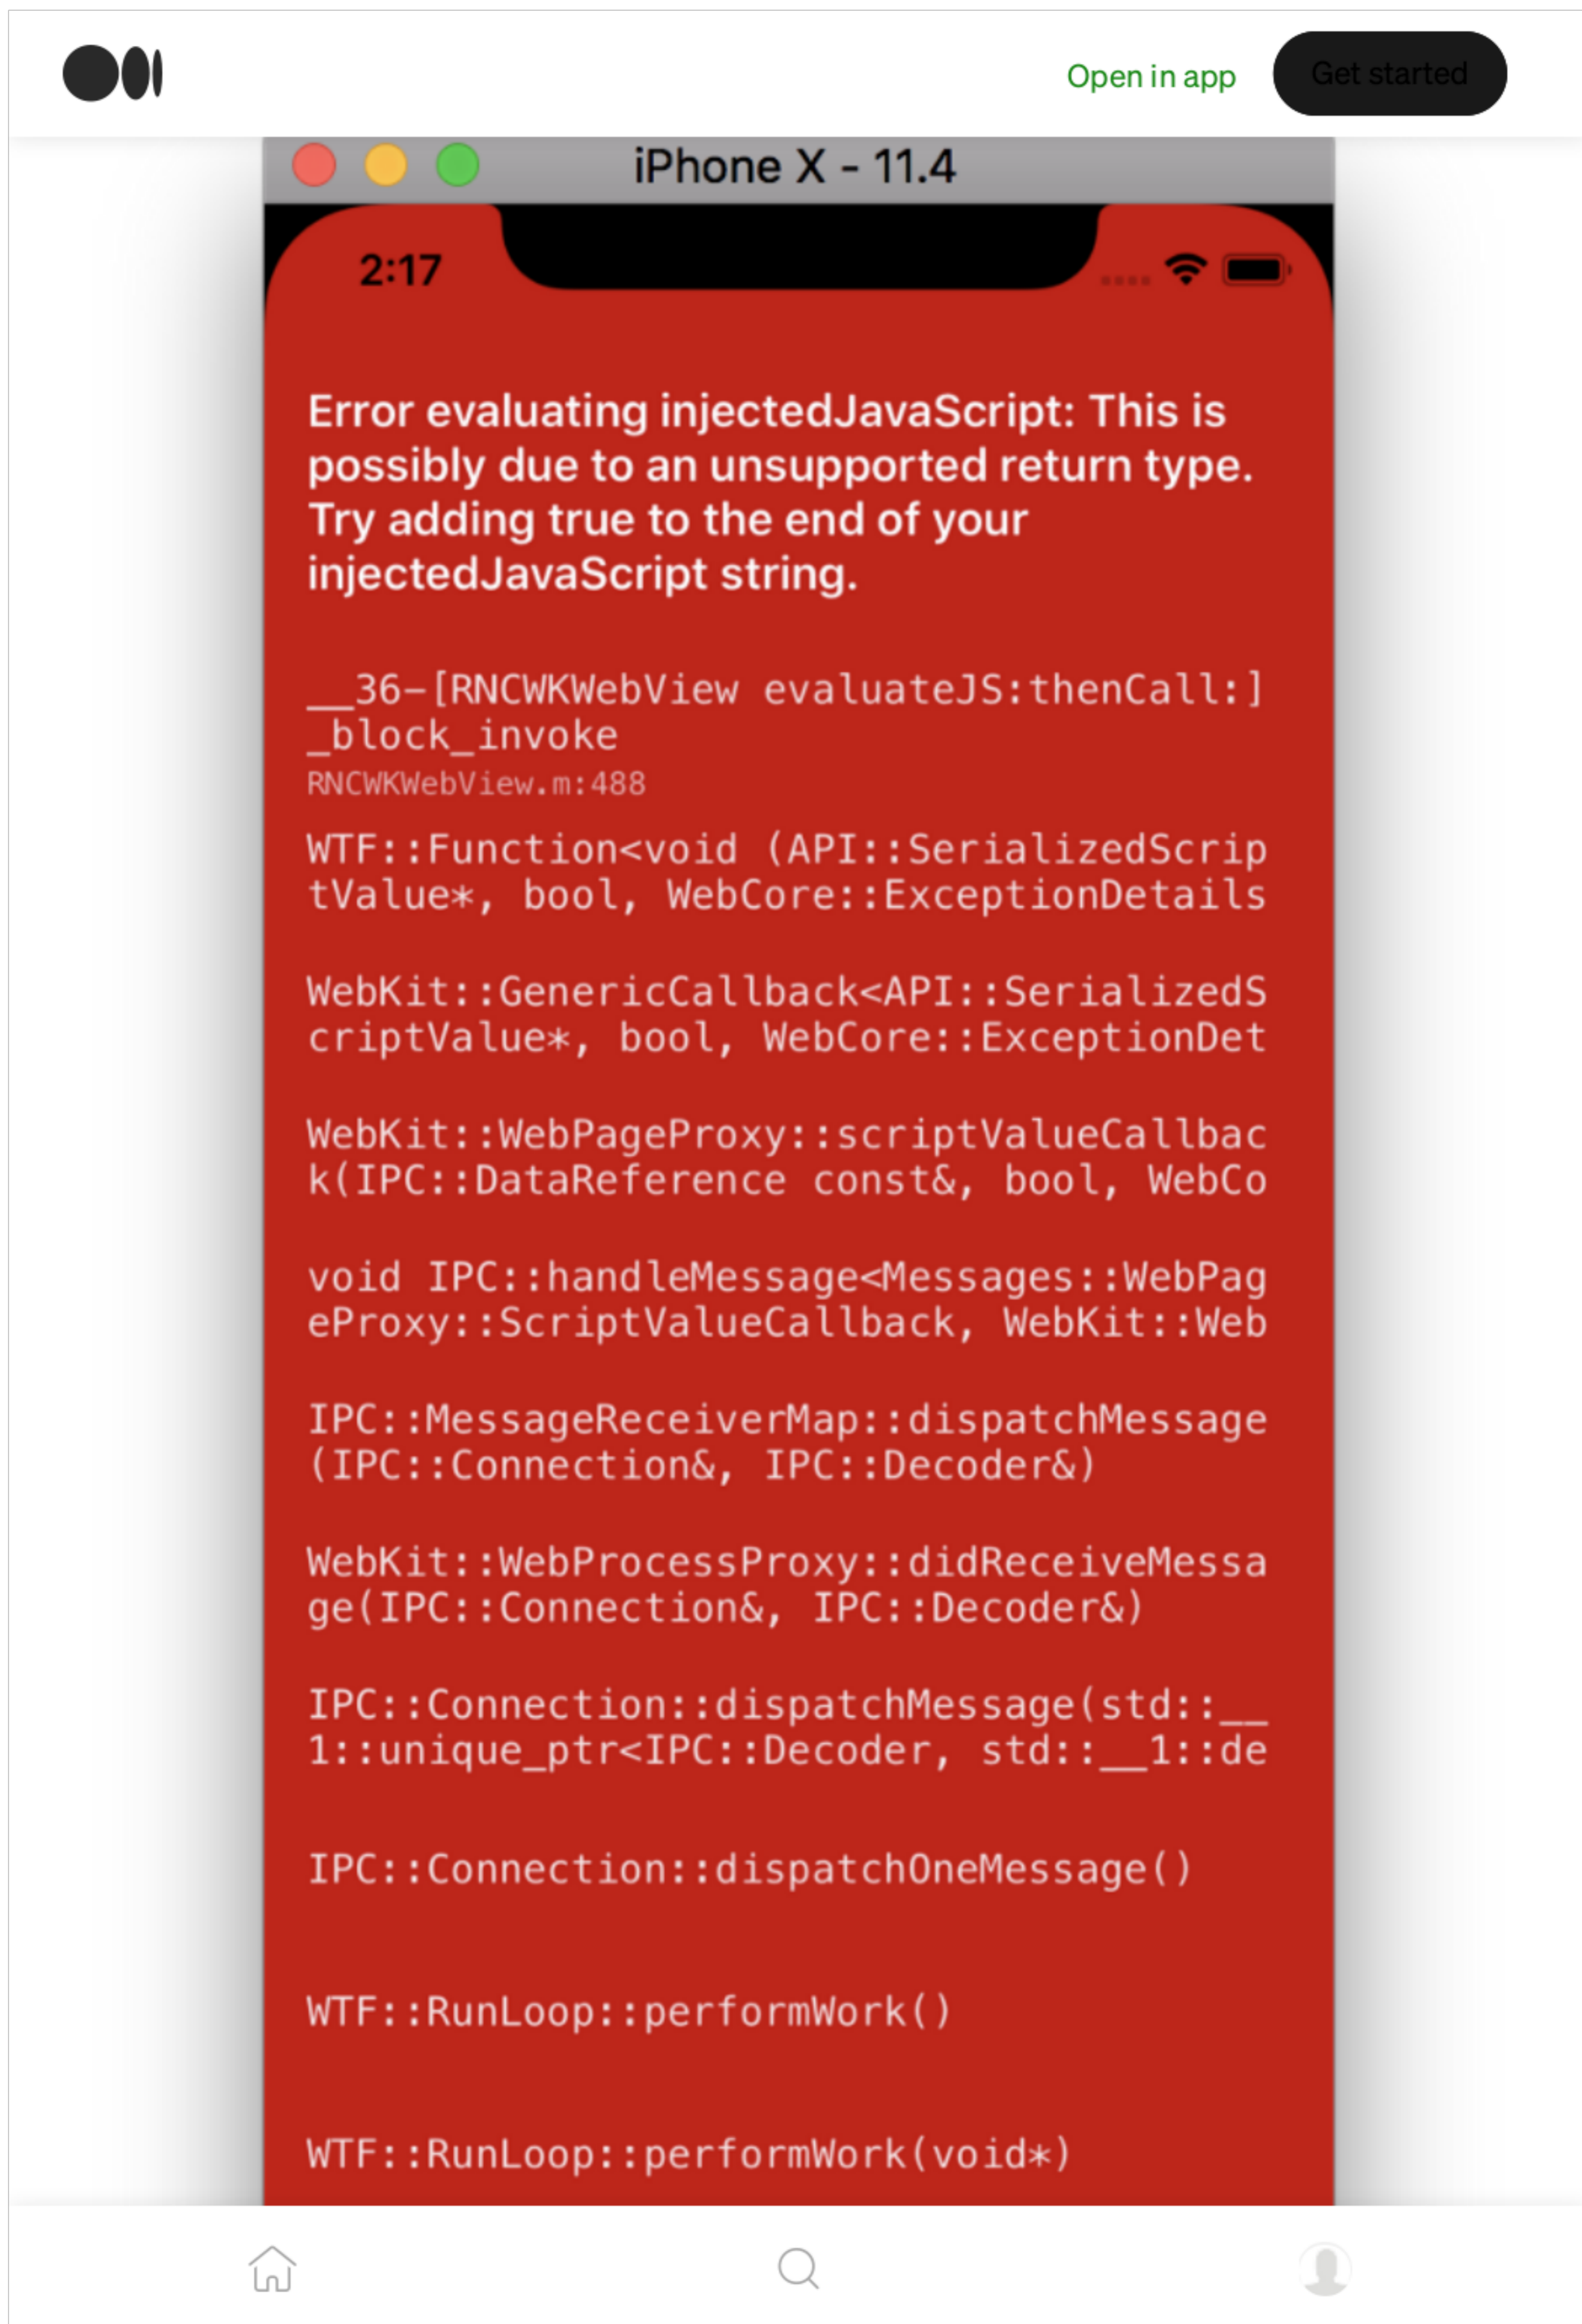 Open in app
Get started
iPhone X - 11.4
2:17
Error evaluating injectedJavaScript: This is
possibly due to an unsupported return type.
Try adding true to the end of your
injectedJavaScript string.
__36-[RNCWKWebView evaluateJS:thenCall:]
_block_invoke
RNCWKWebView.m:488
WTF::Function<void (API::SerializedScrip
tValue*, bool, WebCore::ExceptionDetails
WebKit::GenericCallback<API::SerializedS
criptValue*, bool, WebCore::ExceptionDet
WebKit::WebPageProxy::scriptValueCallbac
k(IPC::DataReference const&, bool, WebCo
void IPC::handleMessage<Messages::WebPag
eProxy::ScriptValueCallback, WebKit::Web
IPC::MessageReceiverMap::dispatchMessage
(IPC::Connection&, IPC::Decoder&)
WebKit::WebProcessProxy::didReceiveMessa
ge(IPC::Connection&, IPC::Decoder&)
IPC::Connection::dispatchMessage(std::__
1::unique_ptr<IPC::Decoder, std::__1::de
IPC::Connection::dispatchOneMessage()
WTF::RunLoop::performWork()
WTF::RunLoop::performWork(void*)